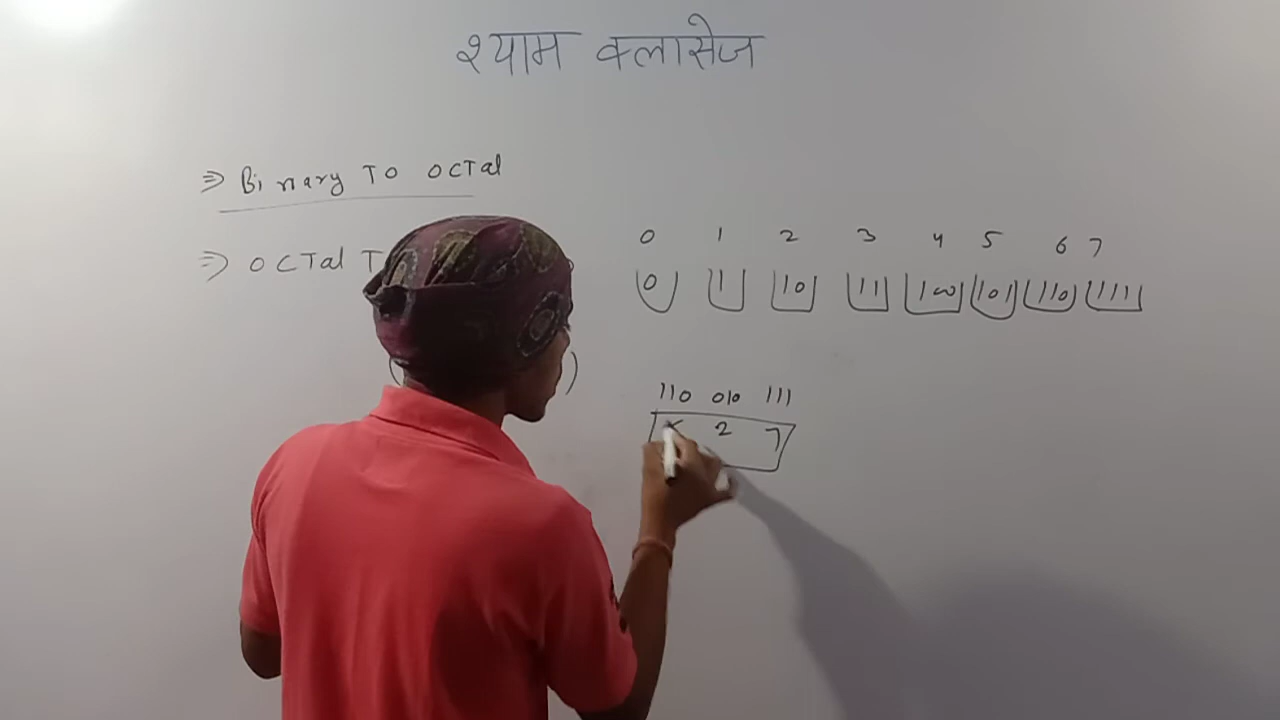 श्याम क्लासेज
⇒ Binary To OCTal
⇒ OCTal T
0 1 2 3 4 5 6 7
0 1 10 11 100 101 110 111
110 010 111
2 7
( )